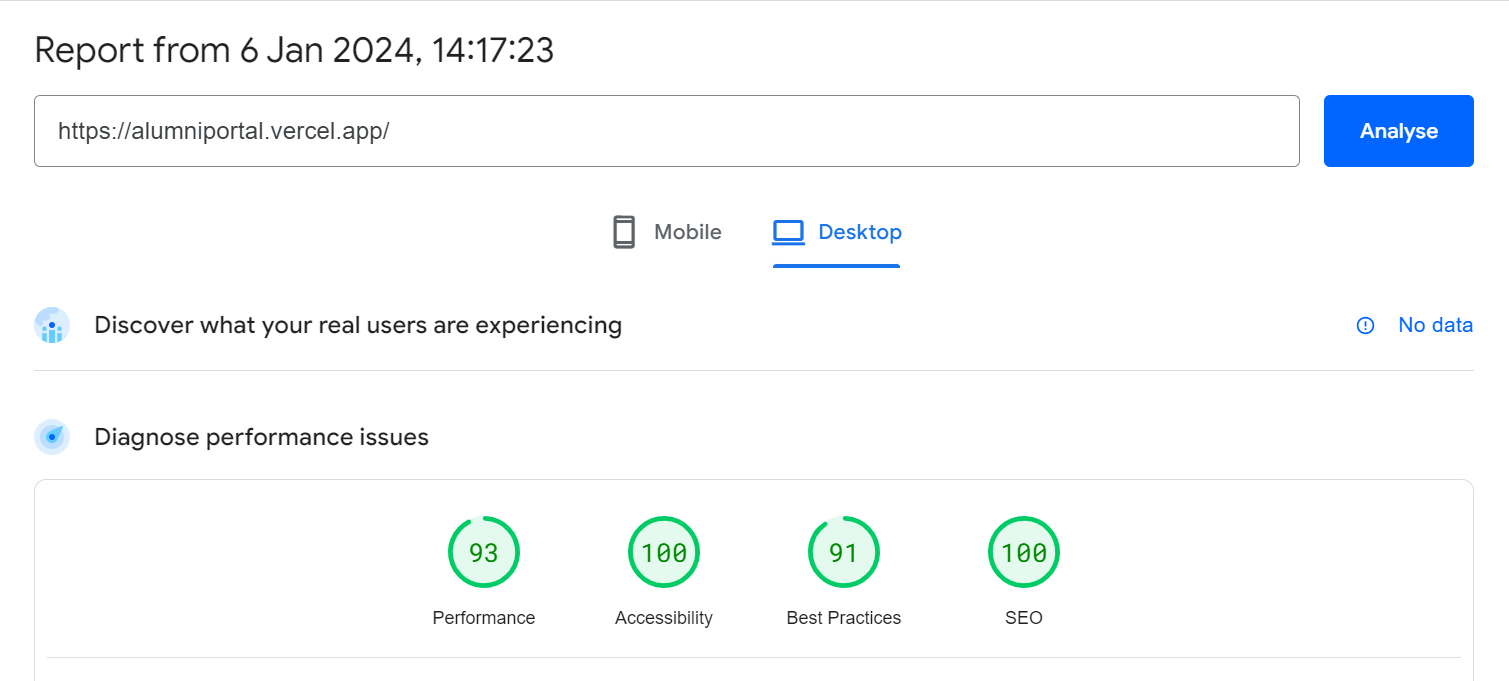 Report from 6 Jan 2024, 14:17:23
https://alumniportal.vercel.app/
Analyse
Mobile
Desktop
Discover what your real users are experiencing
No data
Diagnose performance issues
93
100
91
100
Performance
Accessibility
Best Practices
SEO